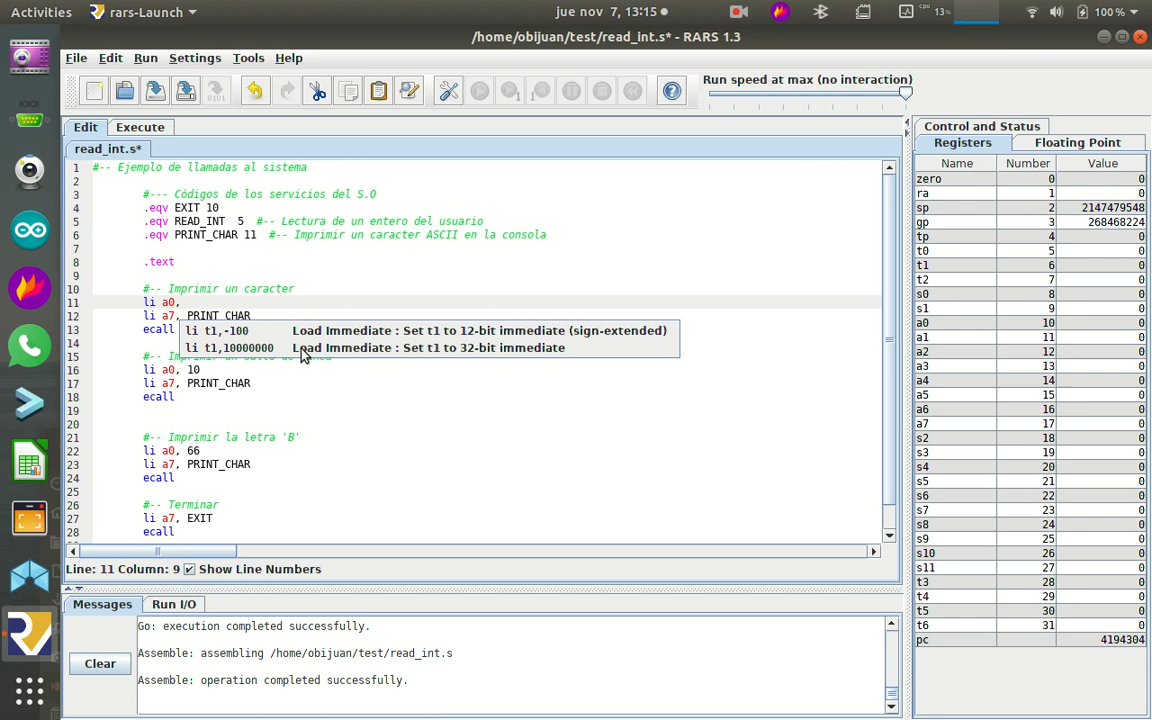 Activities rars-Launch jue nov 7, 13:15 cpu 13% 100%
/home/obijuan/test/read_int.s* - RARS 1.3
File Edit Run Settings Tools Help
Run speed at max (no interaction)
Edit Execute
read_int.s*
1 #-- Ejemplo de llamadas al sistema
2
3 #--- Códigos de los servicios del S.O
4 .eqv EXIT 10
5 .eqv READ_INT 5 #-- Lectura de un entero del usuario
6 .eqv PRINT_CHAR 11 #-- Imprimir un caracter ASCII en la consola
7
8 .text
9
10 #-- Imprimir un caracter
11 li a0,
12 li a7, PRINT_CHAR
13 ecall
li t1,-100 Load Immediate : Set t1 to 12-bit immediate (sign-extended)
li t1,10000000 Load Immediate : Set t1 to 32-bit immediate
14
15 #--
16 li a0, 10
17 li a7, PRINT_CHAR
18 ecall
19
20
21 #-- Imprimir la letra 'B'
22 li a0, 66
23 li a7, PRINT_CHAR
24 ecall
25
26 #-- Terminar
27 li a7, EXIT
28 ecall
Line: 11 Column: 9 Show Line Numbers
Messages Run I/O
Go: execution completed successfully.
Assemble: assembling /home/obijuan/test/read_int.s
Clear
Assemble: operation completed successfully.
Control and Status
Registers Floating Point
Name Number Value
zero 0 0
ra 1 0
sp 2 2147479548
gp 3 268468224
tp 4 0
t0 5 0
t1 6 0
t2 7 0
s0 8 0
s1 9 0
a0 10 0
a1 11 0
a2 12 0
a3 13 0
a4 14 0
a5 15 0
a6 16 0
a7 17 0
s2 18 0
s3 19 0
s4 20 0
s5 21 0
s6 22 0
s7 23 0
s8 24 0
s9 25 0
s10 26 0
s11 27 0
t3 28 0
t4 29 0
t5 30 0
t6 31 0
pc 4194304